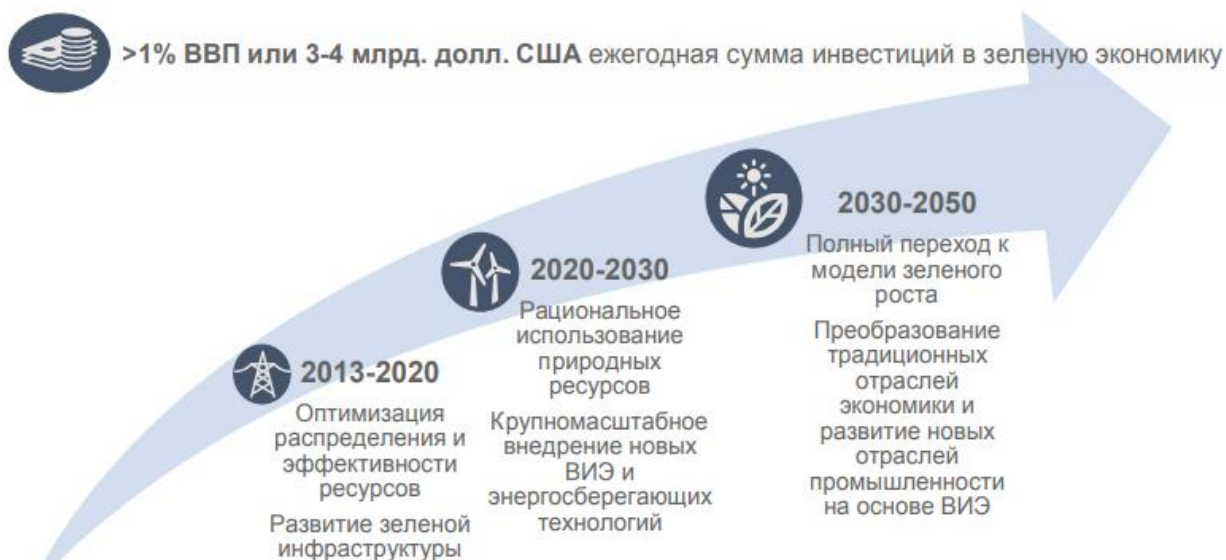 >1% ВВП или 3-4 млрд. долл. США ежегодная сумма инвестиций в зеленую экономику
2013-2020
Оптимизация
распределения и
эффективности
ресурсов
Развитие зеленой
инфраструктуры
2020-2030
Рациональное
использование
природных
ресурсов
Крупномасштабное
внедрение новых
ВИЭ и
энергосберегающих
технологий
2030-2050
Полный переход к
модели зеленого
роста
Преобразование
традиционных
отраслей
экономики и
развитие новых
отраслей
промышленности
на основе ВИЭ